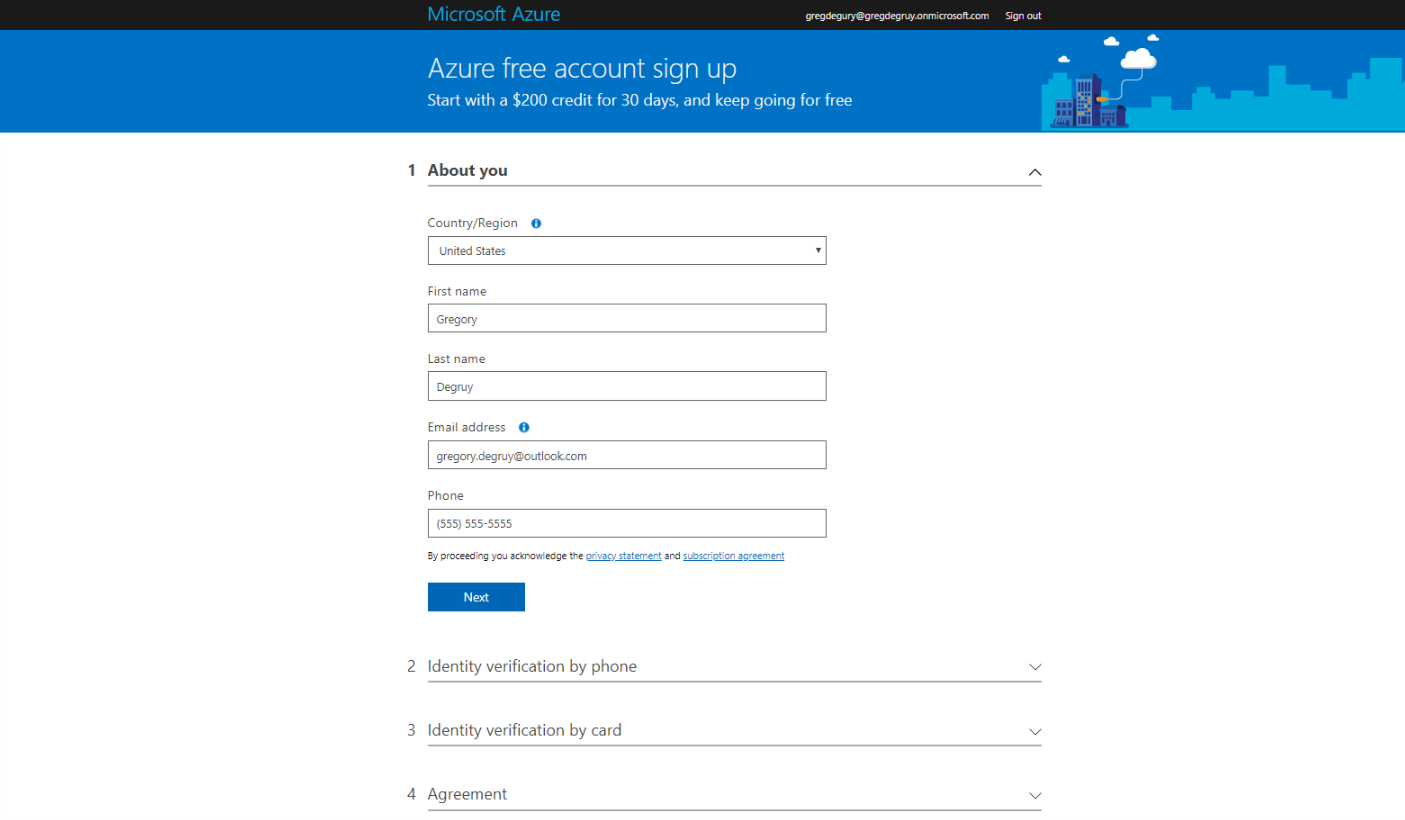 Microsoft Azure
gregdegury@gregdegruy.onmicrosoft.com Sign out
Azure free account sign up
Start with a $200 credit for 30 days, and keep going for free
1 About you
Country/Region
United States
First name
Gregory
Last name
Degruy
Email address
gregory.degruy@outlook.com
Phone
(555) 555-5555
By proceeding you acknowledge the privacy statement and subscription agreement
Next
2 Identity verification by phone
3 Identity verification by card
4 Agreement